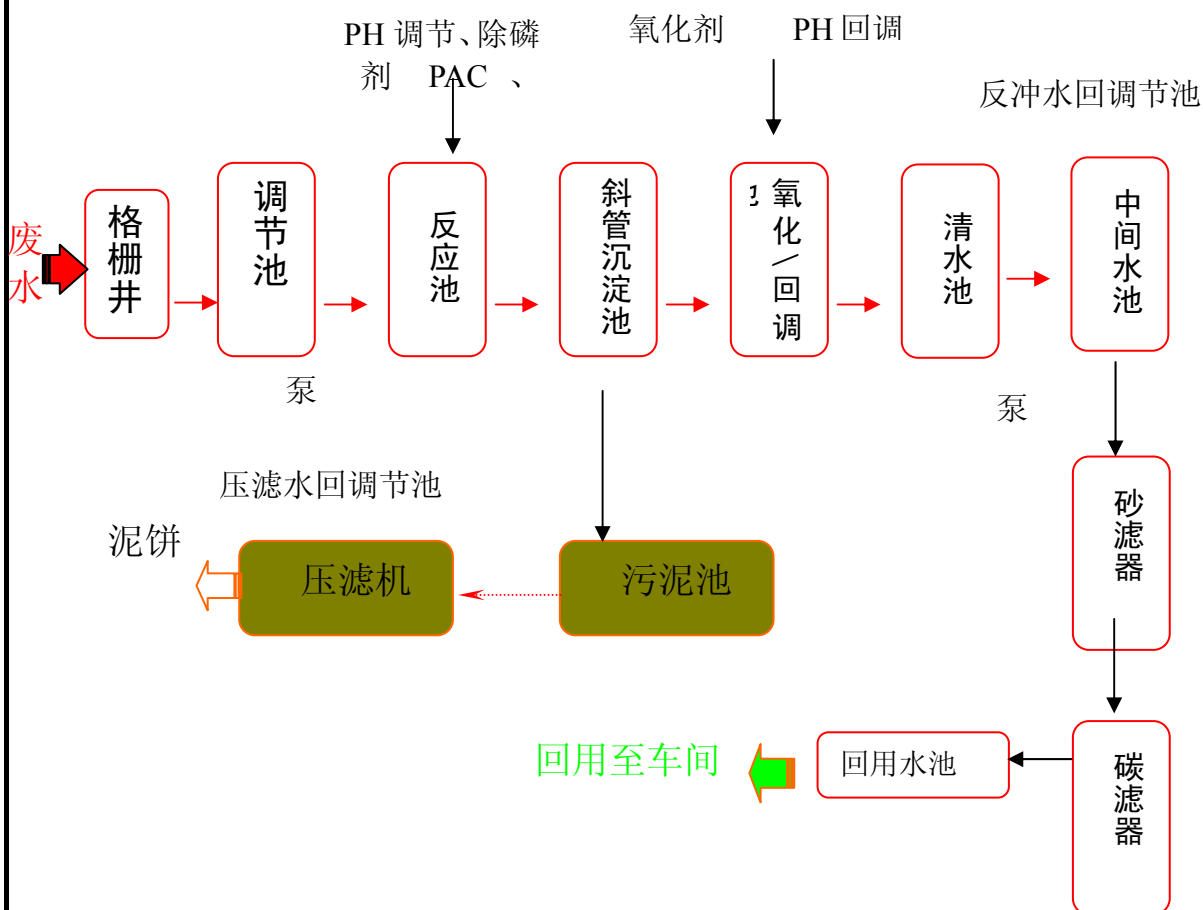 PH 调节、除磷
剂 PAC 、
氧化剂 PH 回调
反冲水回调节池
废水
格栅井
调节池
反应池
斜管沉淀池
氧化/回调
清水池
中间水池
泵
泵
压滤水回调节池
泥饼
压滤机
污泥池
砂滤器
回用至车间
回用水池
碳滤器